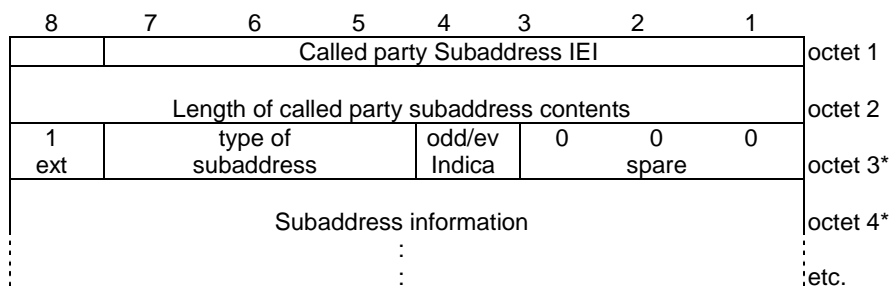 8 7 6 5 4 3 2 1
Called party Subaddress IEI octet 1
Length of called party subaddress contents octet 2
1 type of odd/ev 0 0 0
ext subaddress Indica spare octet 3*
Subaddress information octet 4*
:
: etc.